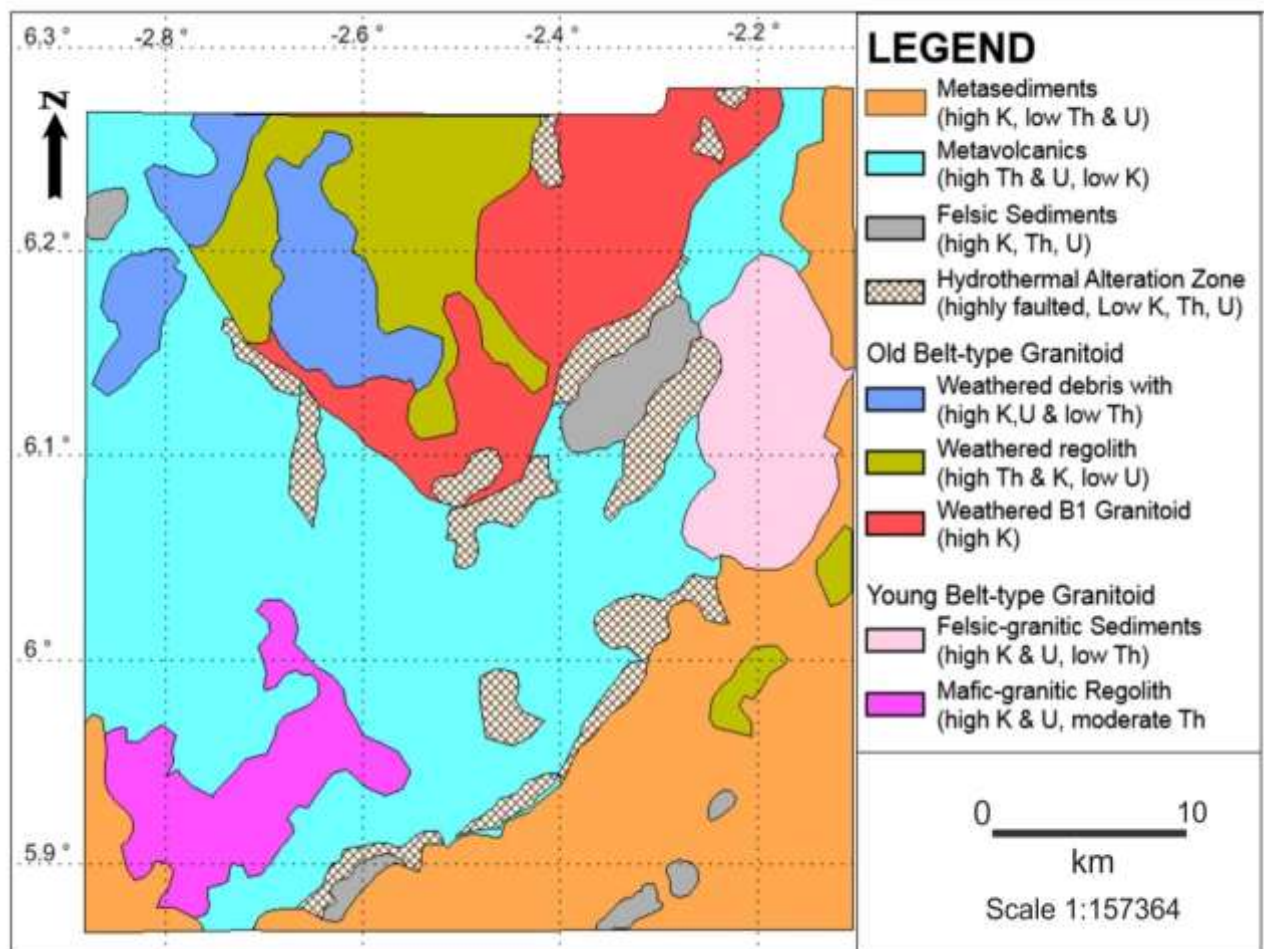 6.3 ° -2.8 ° -2.6 ° -2.4 ° -2.2 °
N
6.2 °
6.1 °
6 °
5.9 °
LEGEND
Metasediments
(high K, low Th & U)
Metavolcanics
(high Th & U, low K)
Felsic Sediments
(high K, Th, U)
Hydrothermal Alteration Zone
(highly faulted, Low K, Th, U)
Old Belt-type Granitoid
Weathered debris with
(high K,U & low Th)
Weathered regolith
(high Th & K, low U)
Weathered B1 Granitoid
(high K)
Young Belt-type Granitoid
Felsic-granitic Sediments
(high K & U, low Th)
Mafic-granitic Regolith
(high K & U, moderate Th
0 10
km
Scale 1:157364